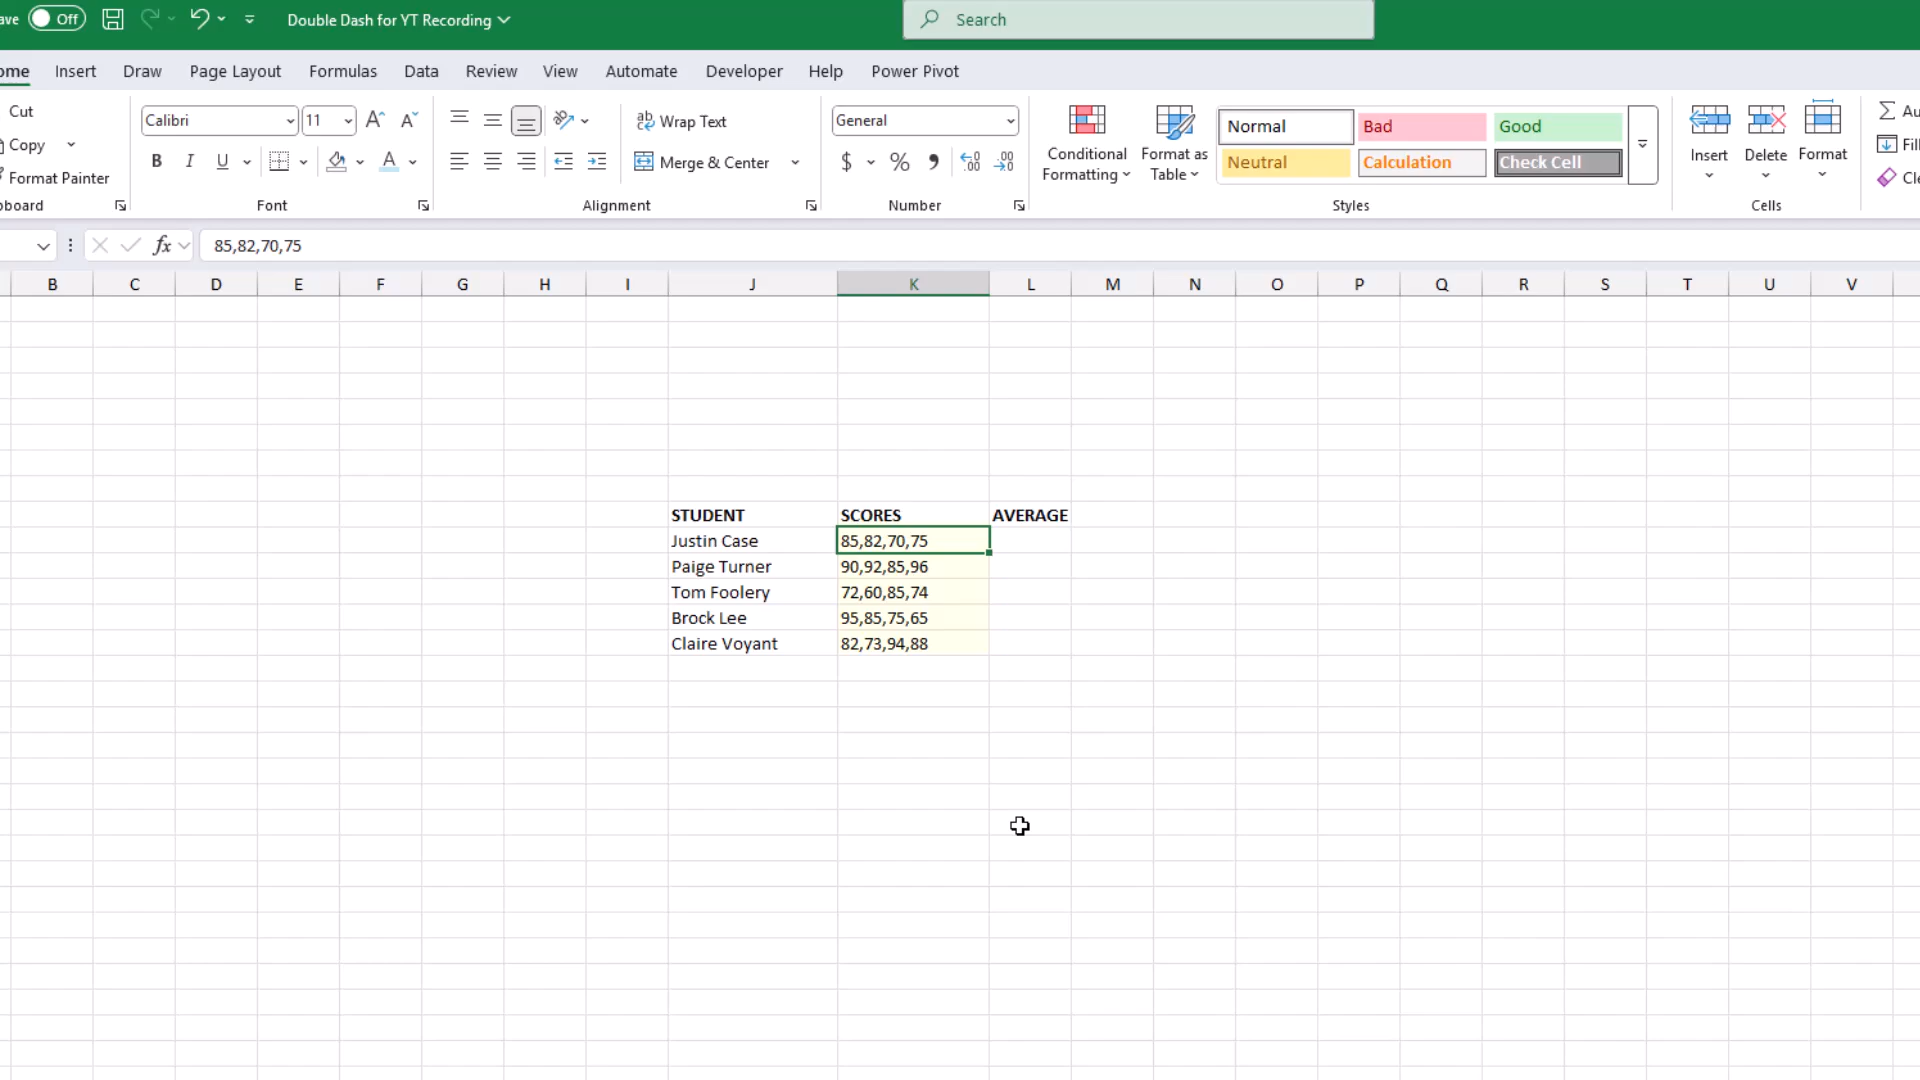 ave Off Double Dash for YT Recording Search
ome Insert Draw Page Layout Formulas Data Review View Automate Developer Help Power Pivot
Cut
Copy
Format Painter
board
Calibri 11
B I U A
Font
Wrap Text
Merge & Center
Alignment
General
$ % 9 .00 .00
Number
Conditional Formatting
Format as Table
Normal Bad Good
Neutral Calculation Check Cell
Styles
Insert Delete Format
Cells
Au
Fill
Cle
fx 85,82,70,75
B C D E F G H I J K L M N O P Q R S T U V
STUDENT SCORES AVERAGE
Justin Case 85,82,70,75
Paige Turner 90,92,85,96
Tom Foolery 72,60,85,74
Brock Lee 95,85,75,65
Claire Voyant 82,73,94,88